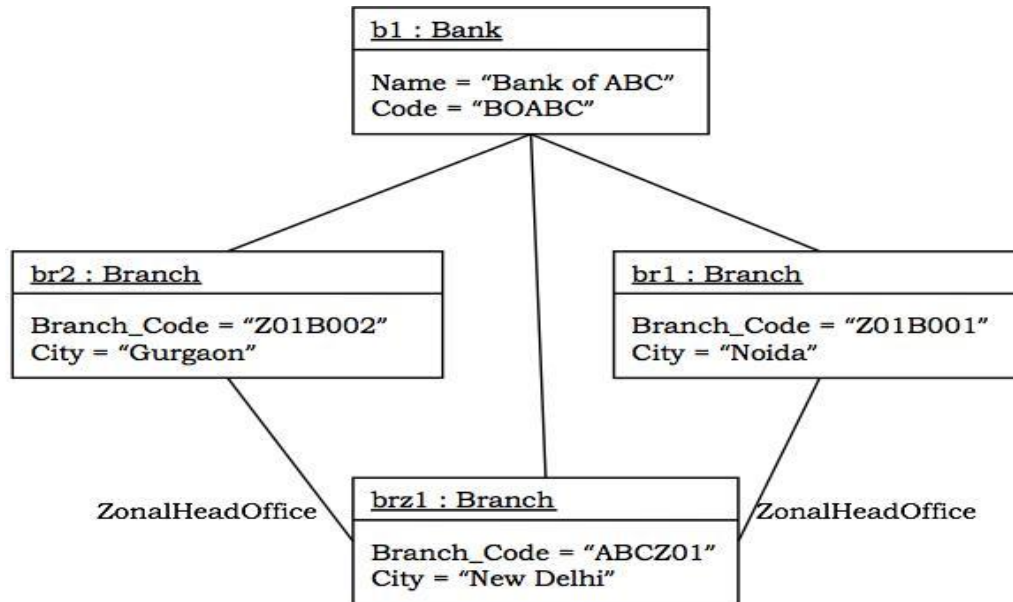 b1 : Bank
Name = “Bank of ABC”
Code = “BOABC”
br2 : Branch
Branch_Code = “Z01B002”
City = “Gurgaon”
br1 : Branch
Branch_Code = “Z01B001”
City = “Noida”
ZonalHeadOffice
brz1 : Branch
Branch_Code = “ABCZ01”
City = “New Delhi”
ZonalHeadOffice